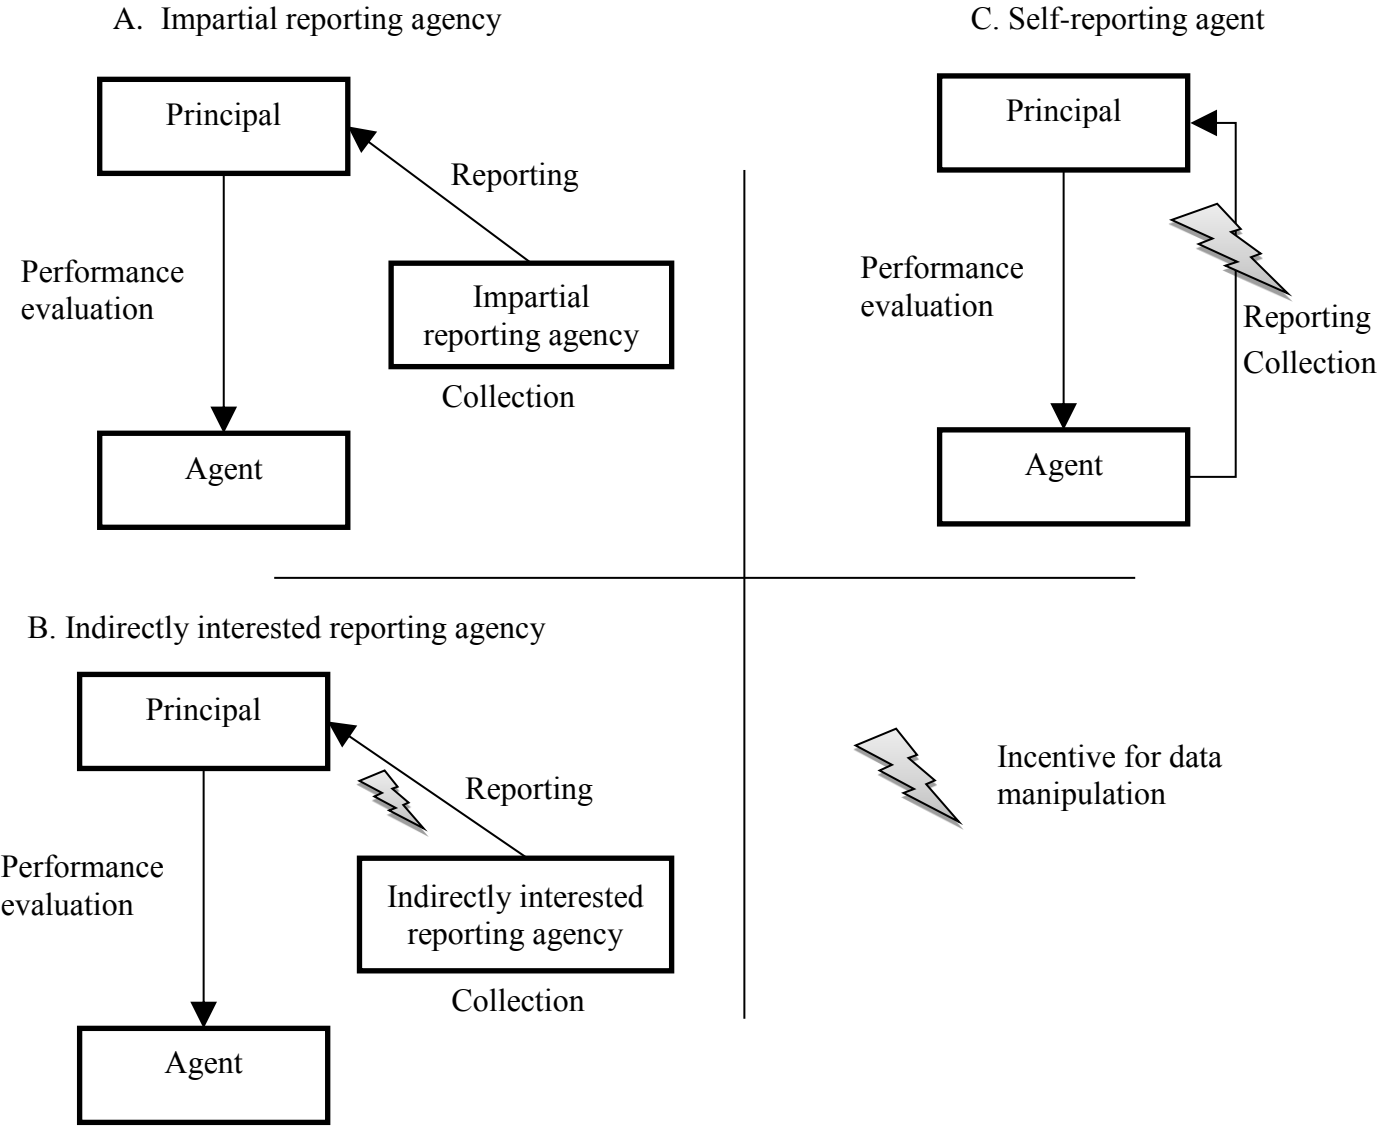 A. Impartial reporting agency
Principal
Reporting
Performance
evaluation
Impartial
reporting agency
Collection
Agent
C. Self-reporting agent
Principal
Performance
evaluation
Reporting
Collection
Agent
B. Indirectly interested reporting agency
Principal
Reporting
Performance
evaluation
Indirectly interested
reporting agency
Collection
Agent
Incentive for data
manipulation